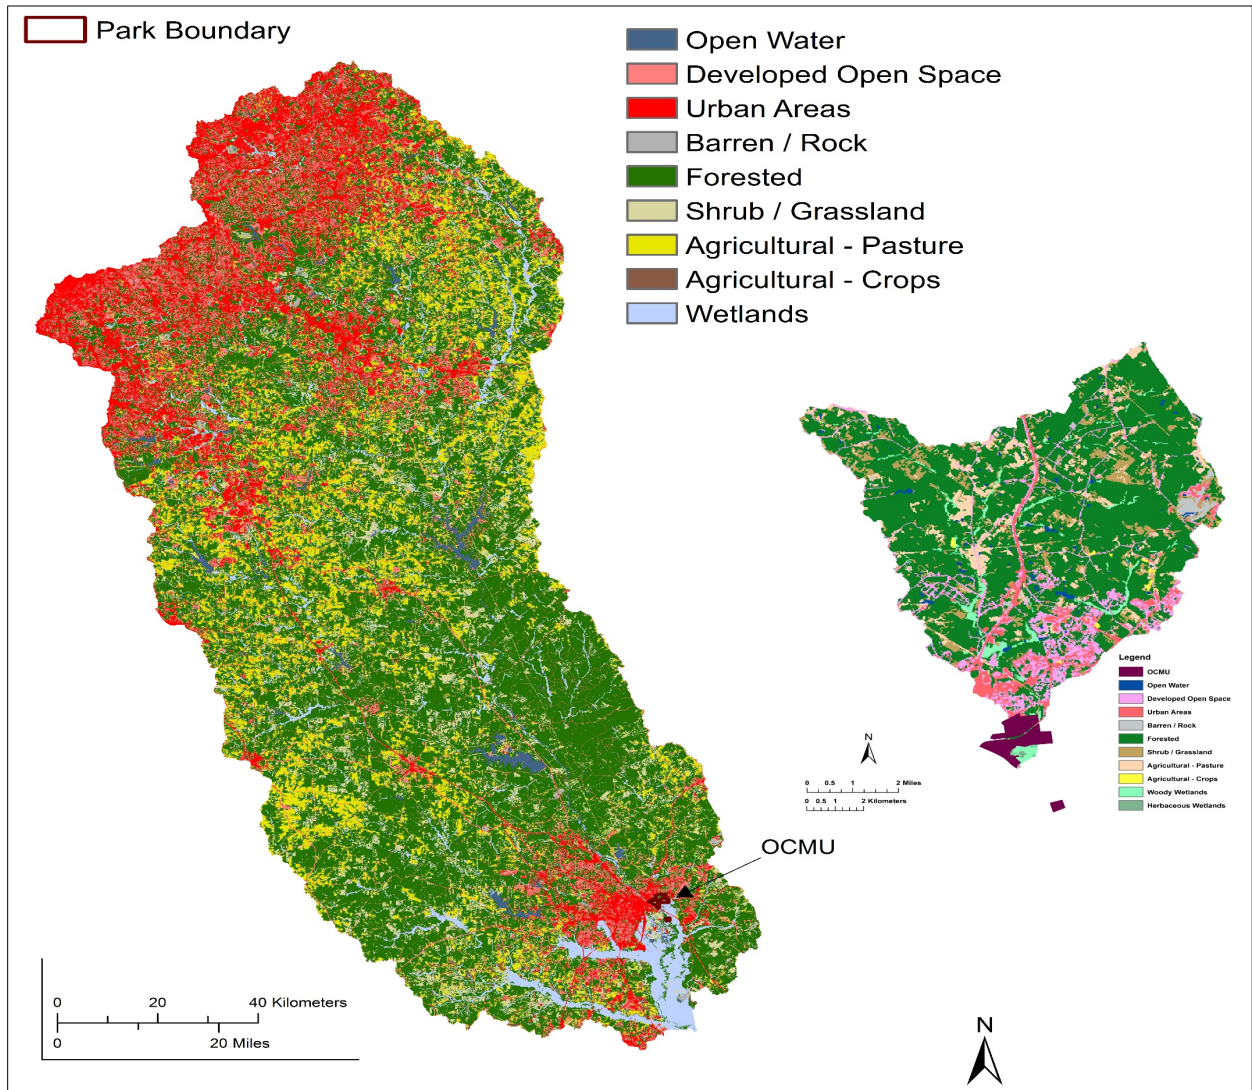 Park Boundary
Open Water
Developed Open Space
Urban Areas
Barren / Rock
Forested
Shrub / Grassland
Agricultural - Pasture
Agricultural - Crops
Wetlands
Legend
OCMU
Open Water
Developed Open Space
Urban Areas
Barren / Rock
Forested
Shrub / Grassland
Agricultural - Pasture
Agricultural - Crops
Woody Wetlands
Herbaceous Wetlands
N
0 0.5 1 2 Miles
0 0.5 1 2 Kilometers
OCMU
0 20 40 Kilometers
0 20 Miles
N